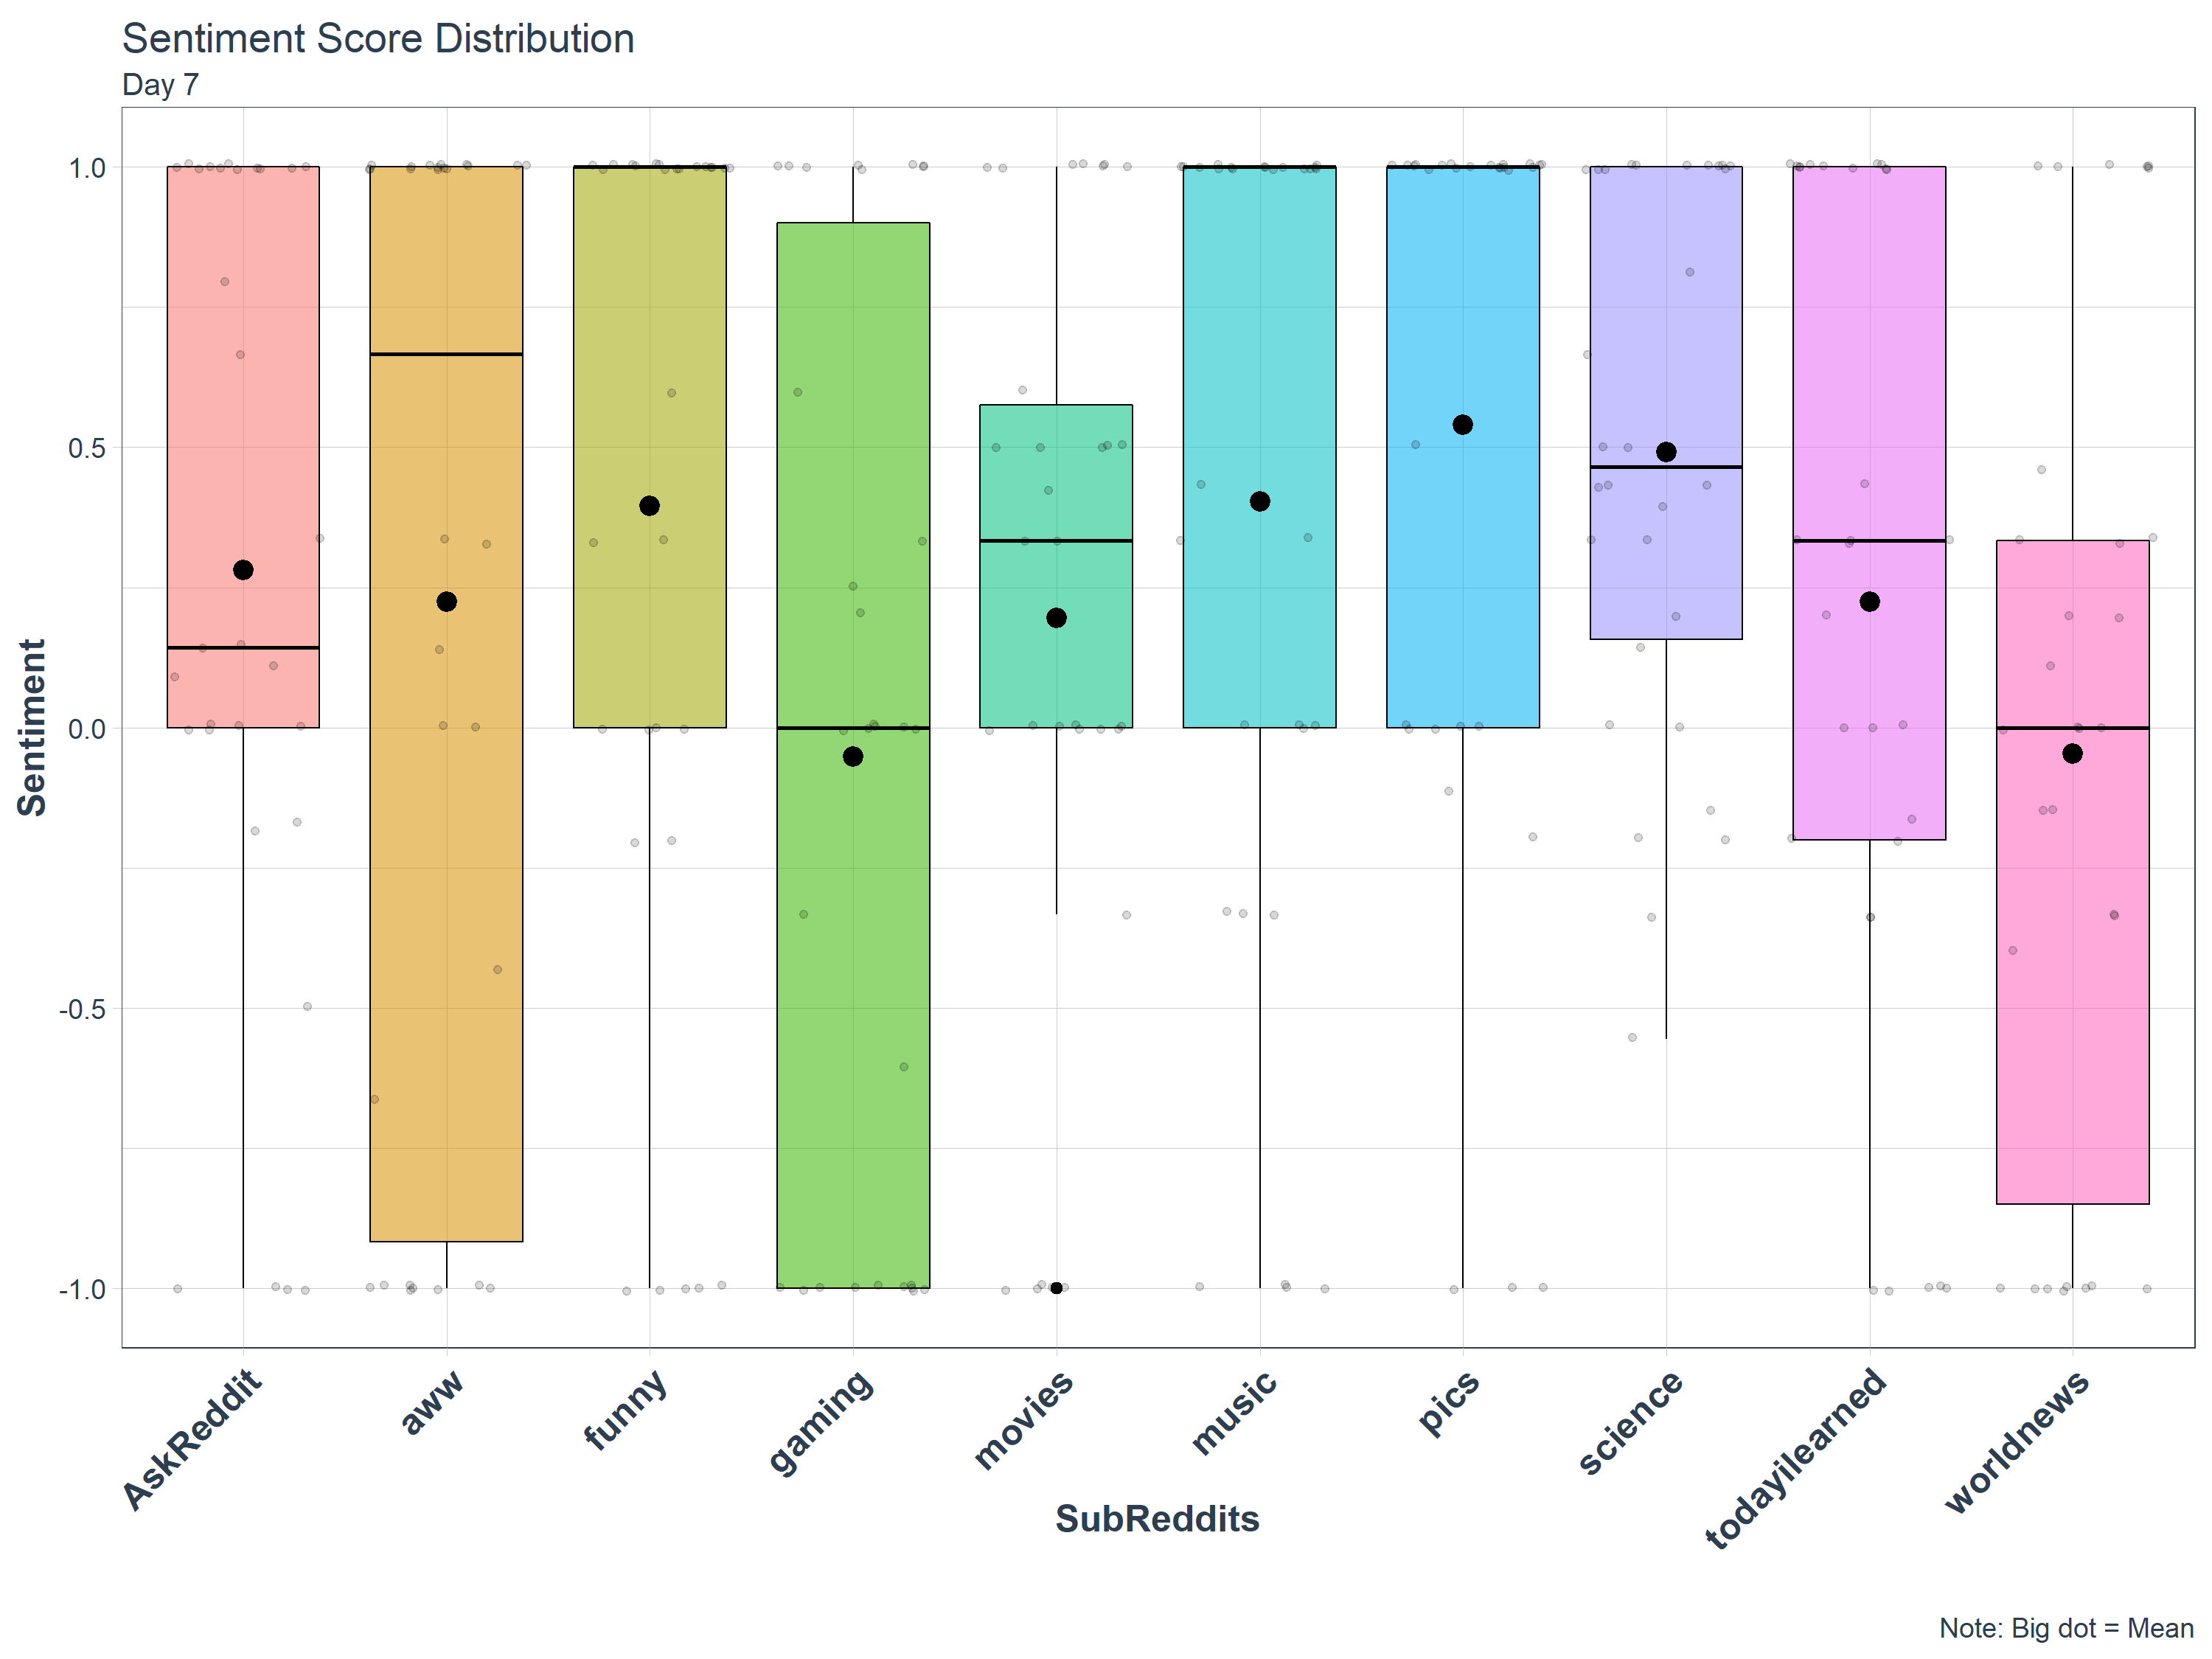 Sentiment Score Distribution
Day 7
Sentiment
1.0
0.5
0.0
-0.5
-1.0
AskReddit
aww
funny
gaming
movies
music
pics
science
todayilearned
worldnews
SubReddits
Note: Big dot = Mean